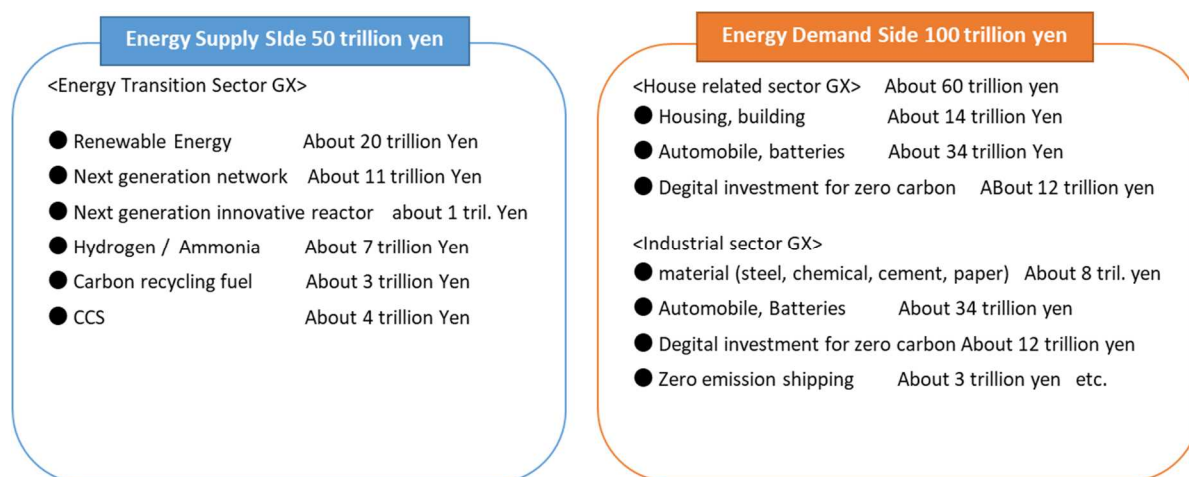 Energy Supply SIde 50 trillion yen
<Energy Transition Sector GX>
● Renewable Energy About 20 trillion Yen
● Next generation network About 11 trillion Yen
● Next generation innovative reactor about 1 tril. Yen
● Hydrogen / Ammonia About 7 trillion Yen
● Carbon recycling fuel About 3 trillion Yen
● CCS About 4 trillion Yen
Energy Demand Side 100 trillion yen
<House related sector GX> About 60 trillion yen
● Housing, building About 14 trillion Yen
● Automobile, batteries About 34 trillion Yen
● Degital investment for zero carbon ABout 12 trillion yen
<Industrial sector GX>
● material (steel, chemical, cement, paper) About 8 tril. yen
● Automobile, Batteries About 34 trillion yen
● Degital investment for zero carbon About 12 trillion yen
● Zero emission shipping About 3 trillion yen etc.